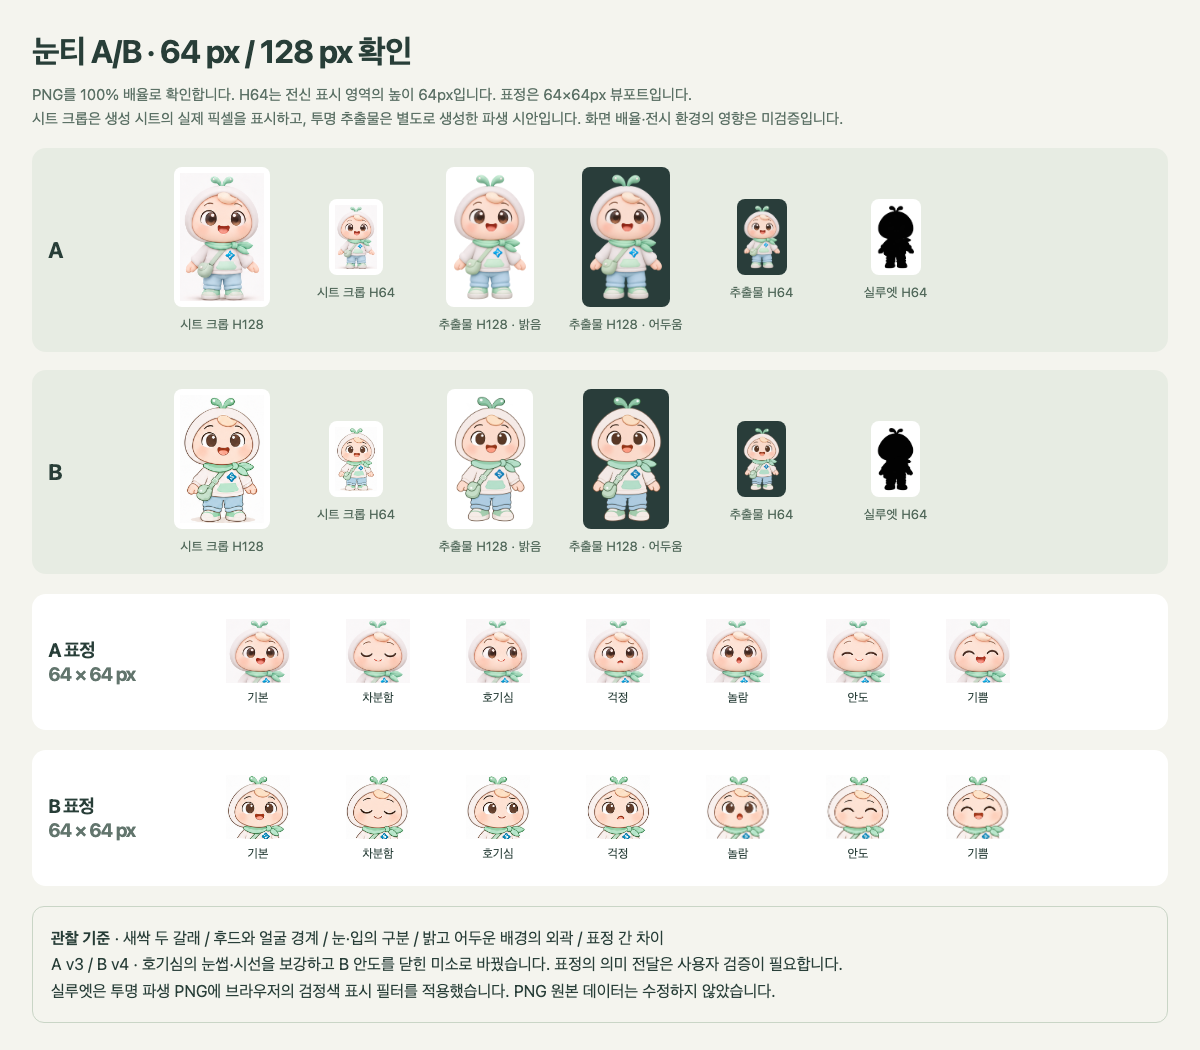 눈티 A/B · 64 px / 128 px 확인
PNG를 100% 배율로 확인합니다. H64는 전신 표시 영역의 높이 64px입니다. 표정은 64×64px 뷰포트입니다.
시트 크롭은 생성 시트의 실제 픽셀을 표시하고, 투명 추출물은 별도로 생성한 파생 시안입니다. 화면 배율·전시 환경의 영향은 미검증입니다.
A
시트 크롭 H128
시트 크롭 H64
추출물 H128 · 밝음
추출물 H128 · 어두움
추출물 H64
실루엣 H64
B
시트 크롭 H128
시트 크롭 H64
추출물 H128 · 밝음
추출물 H128 · 어두움
추출물 H64
실루엣 H64
A 표정
64 × 64 px
기본
차분함
호기심
걱정
놀람
안도
기쁨
B 표정
64 × 64 px
기본
차분함
호기심
걱정
놀람
안도
기쁨
관찰 기준 · 새싹 두 갈래 / 후드와 얼굴 경계 / 눈·입의 구분 / 밝고 어두운 배경의 외곽 / 표정 간 차이
A v3 / B v4 · 호기심의 눈썹·시선을 보강하고 B 안도를 닫힌 미소로 바꿨습니다. 표정의 의미 전달은 사용자 검증이 필요합니다.
실루엣은 투명 파생 PNG에 브라우저의 검정색 표시 필터를 적용했습니다. PNG 원본 데이터는 수정하지 않았습니다.